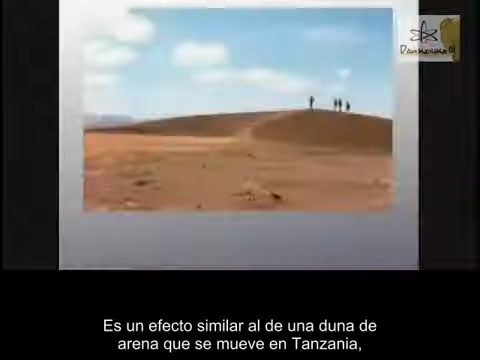 Es un efecto similar al de una duna de
arena que se mueve en Tanzania,